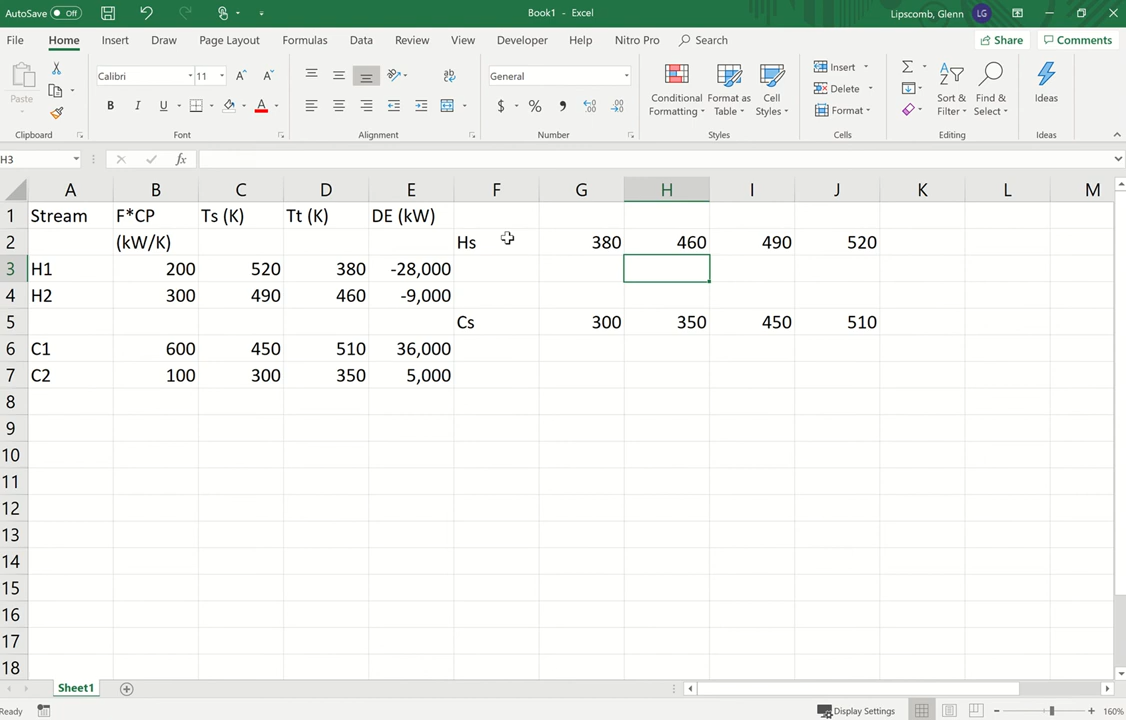 AutoSave Off Book1 - Excel Lipscomb, Glenn LG
File Home Insert Draw Page Layout Formulas Data Review View Developer Help Nitro Pro Search Share Comments
Paste Calibri 11 General Conditional Formatting Format as Table Cell Styles Insert Delete Format Sort & Filter Find & Select Ideas
Clipboard Font Alignment Number Styles Cells Editing Ideas
H3 fx
A B C D E F G H I J K L M
1 Stream F*CP Ts (K) Tt (K) DE (kW)
2 (kW/K) Hs 380 460 490 520
3 H1 200 520 380 -28,000
4 H2 300 490 460 -9,000
5 Cs 300 350 450 510
6 C1 600 450 510 36,000
7 C2 100 300 350 5,000
8
9
10
11
12
13
14
15
16
17
18
Sheet1
Ready Display Settings 160%